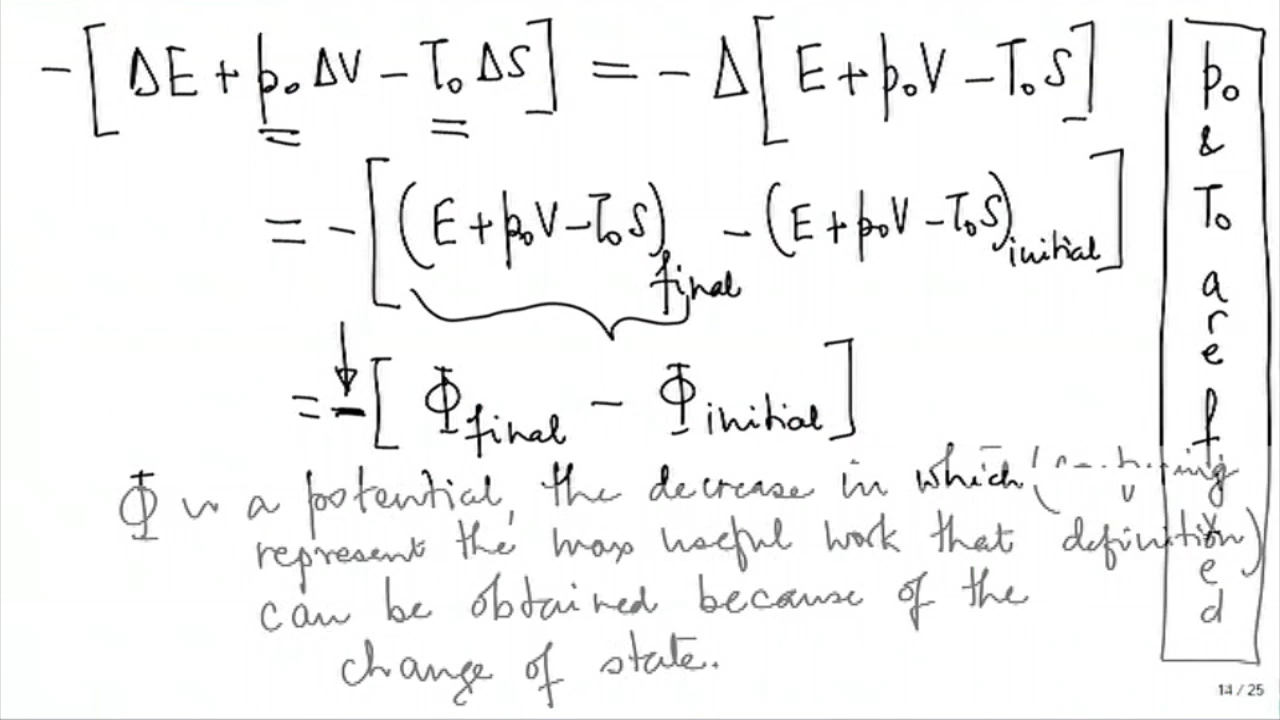 -[ΔE + p₀ΔV - T₀ΔS] = -Δ[E + p₀V - T₀S]
= -[(E + p₀V - T₀S)final - (E + p₀V - T₀S)initial]
= -[Φfinal - Φinitial]
Φ is a potential, the decrease in which
represent the max useful work that definition)
can be obtained because of the
change of state.
p₀
&
T₀
a
r
e
f
x
e
d
14 / 25